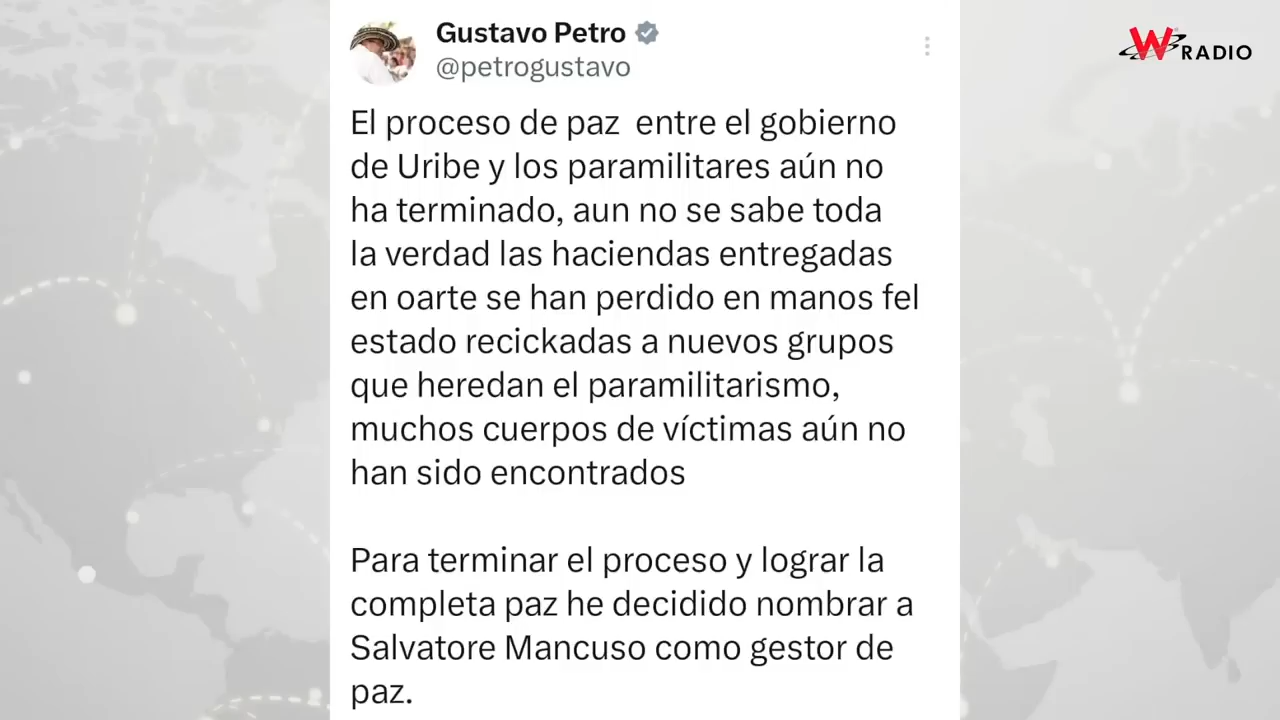 Gustavo Petro
@petrogustavo
W RADIO
El proceso de paz entre el gobierno
de Uribe y los paramilitares aún no
ha terminado, aun no se sabe toda
la verdad las haciendas entregadas
en oarte se han perdido en manos fel
estado recickadas a nuevos grupos
que heredan el paramilitarismo,
muchos cuerpos de víctimas aún no
han sido encontrados
Para terminar el proceso y lograr la
completa paz he decidido nombrar a
Salvatore Mancuso como gestor de
paz.